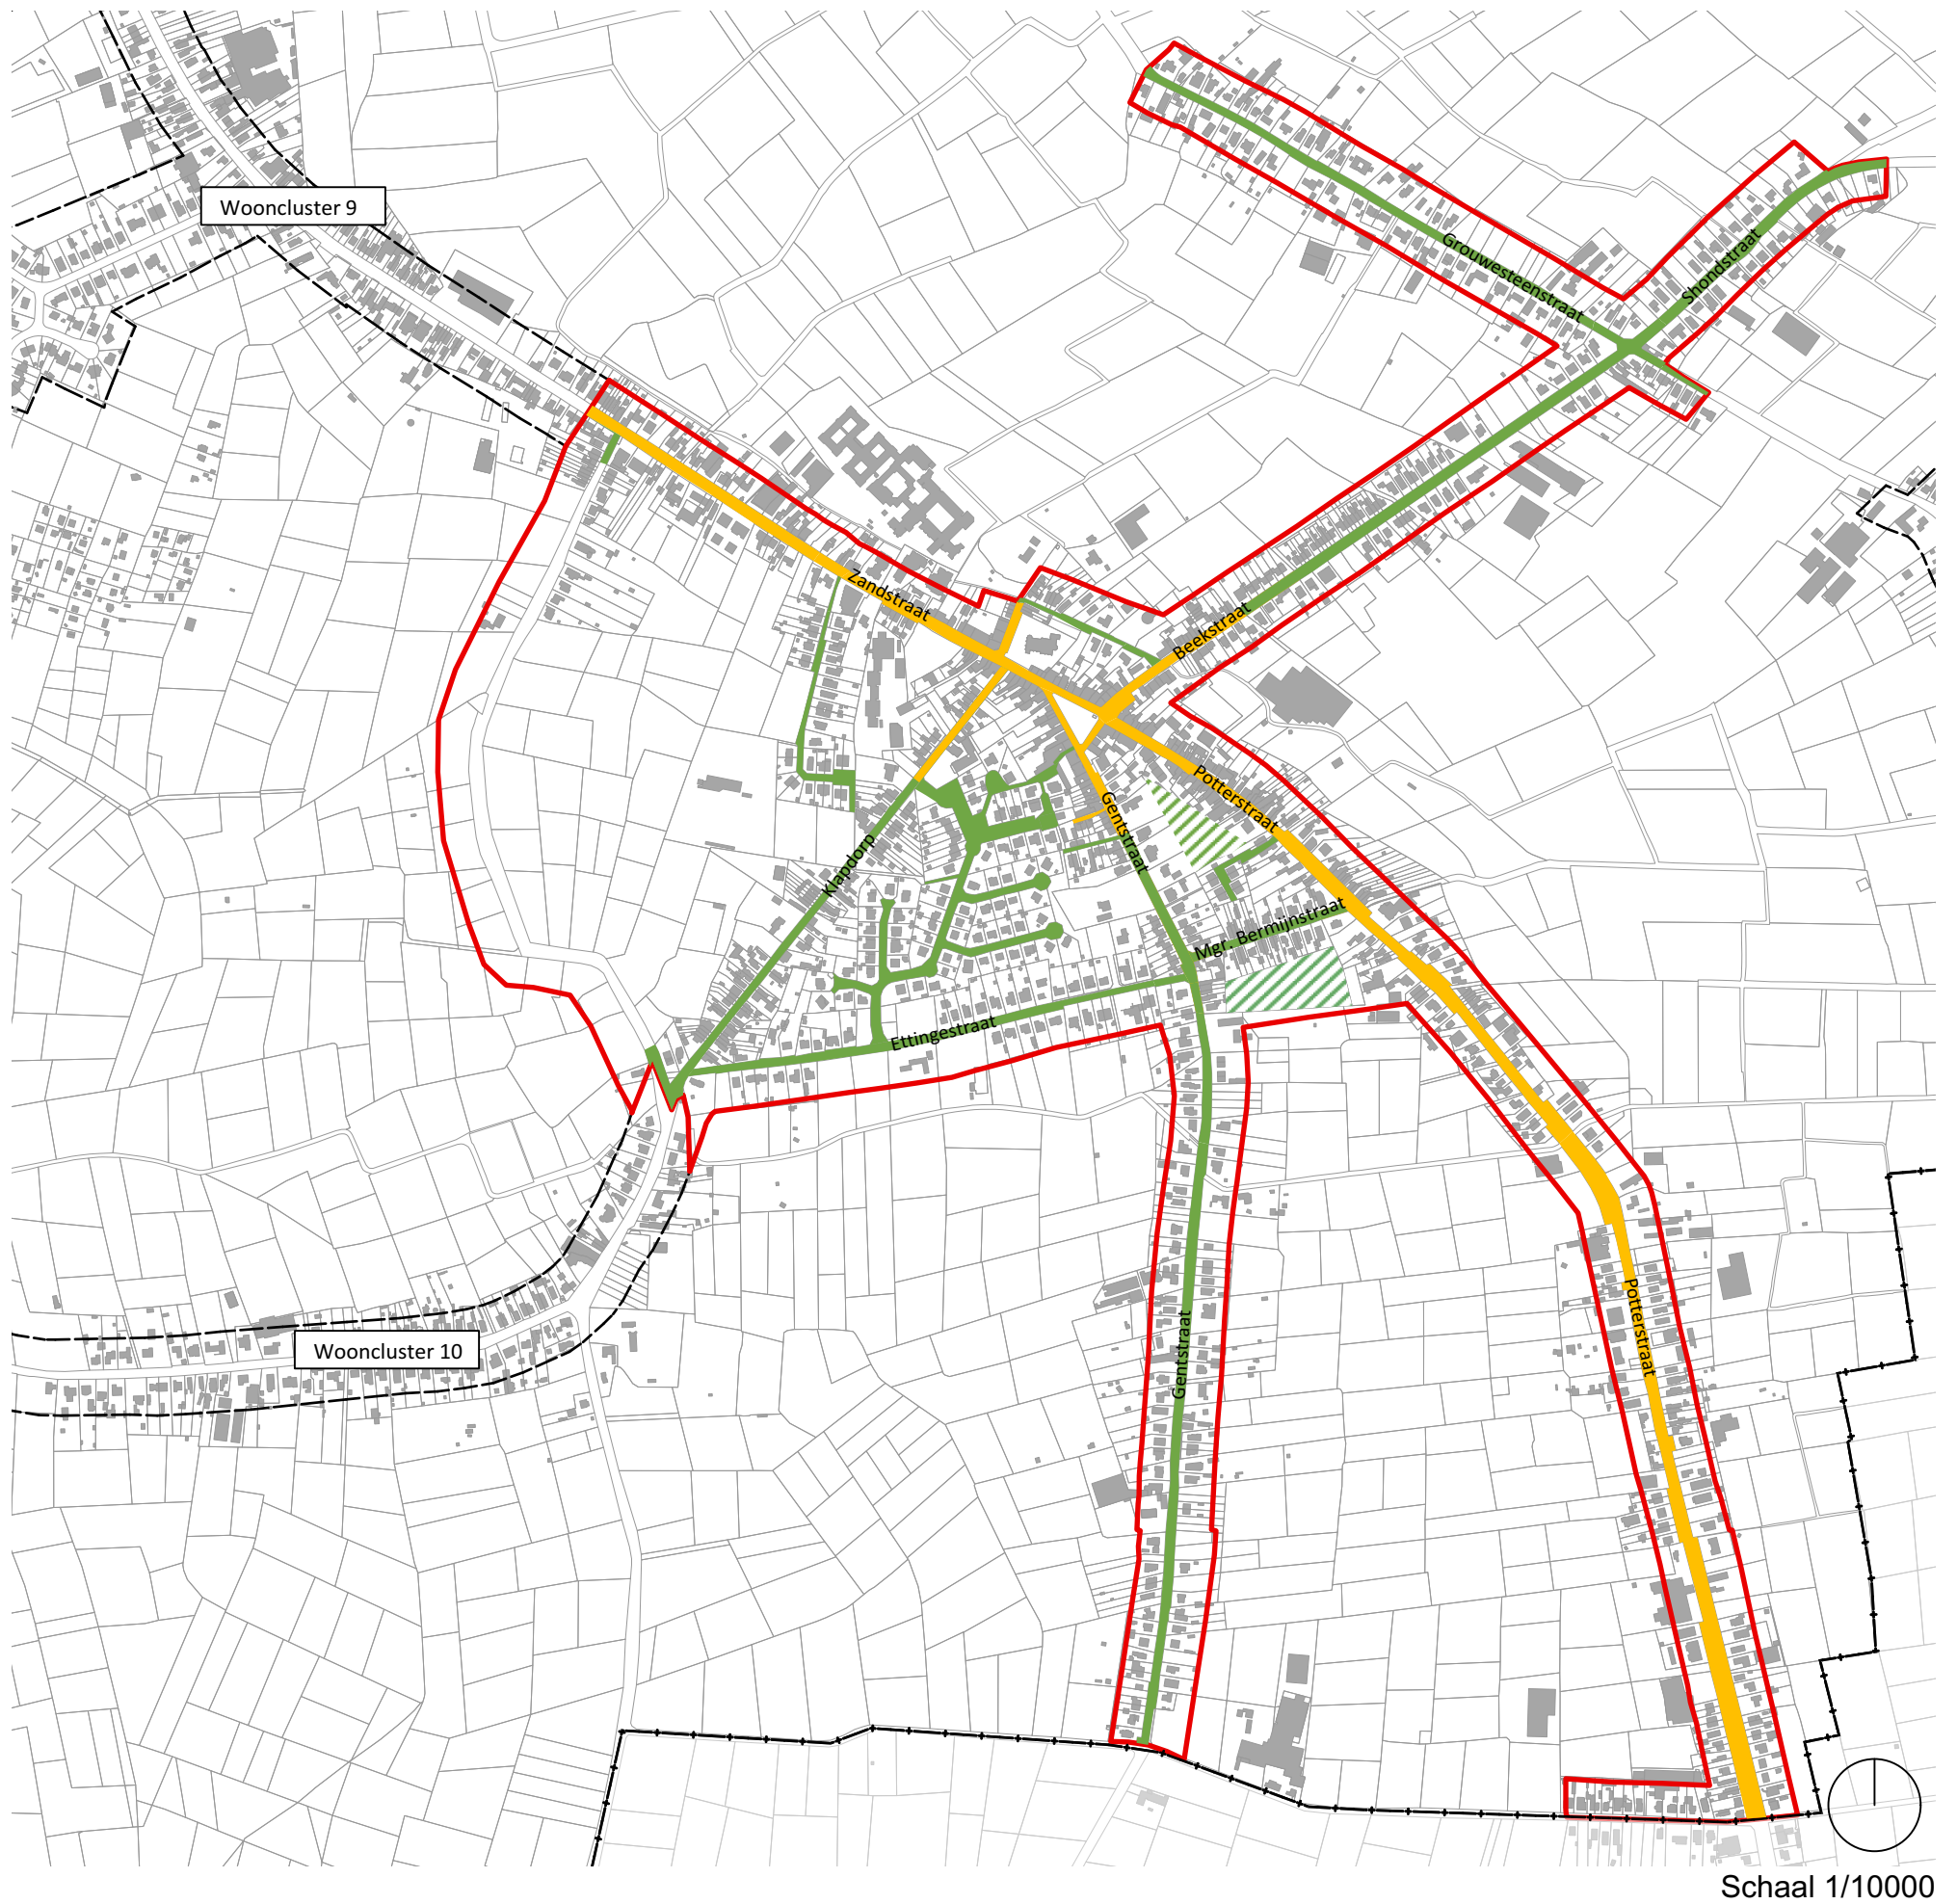 Wooncluster 9
Grouwesteenstraat
Shondstraat
Zandstraat
Beekstraat
Potterstraat
Gentstraat
Klapdorp
Mgr. Bermijnstraat
Ettingestraat
Potterstraat
Gentstraat
Wooncluster 10
Schaal 1/10000